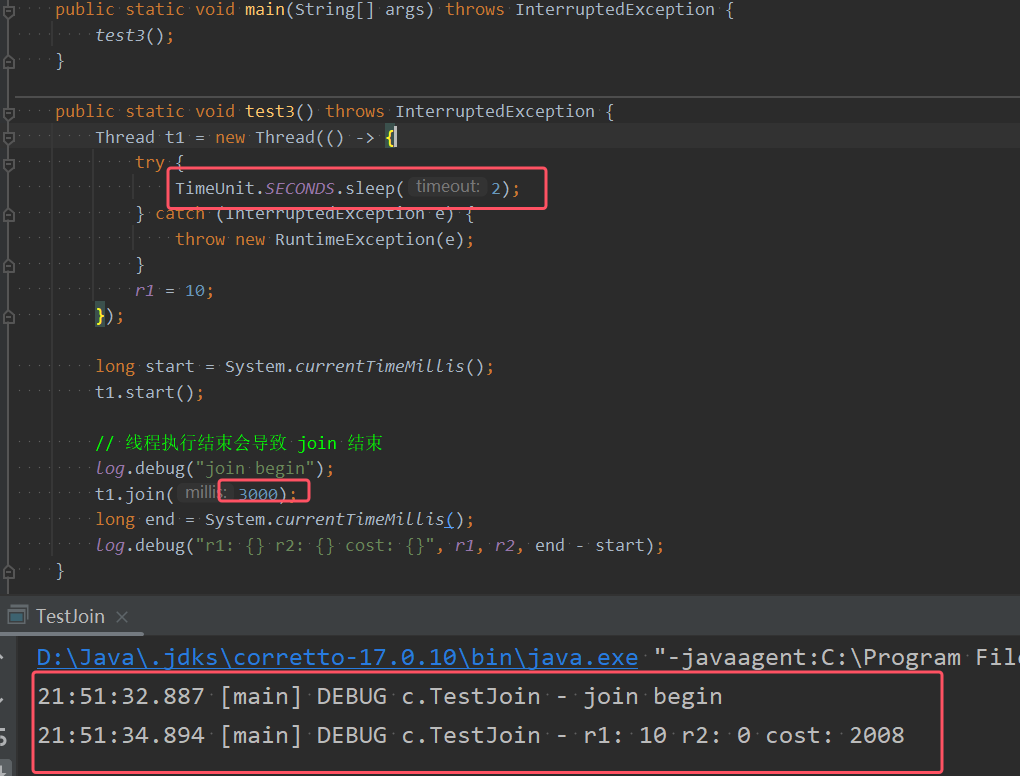 public static void main(String[] args) throws InterruptedException {
test3();
}
public static void test3() throws InterruptedException {
Thread t1 = new Thread(() -> {
try {
TimeUnit.SECONDS.sleep( timeout: 2);
} catch (InterruptedException e) {
throw new RuntimeException(e);
}
r1 = 10;
});
long start = System.currentTimeMillis();
t1.start();
// 线程执行结束会导致 join 结束
log.debug("join begin");
t1.join( millis: 3000);
long end = System.currentTimeMillis();
log.debug("r1: {} r2: {} cost: {}", r1, r2, end - start);
}
TestJoin
D:\Java\.jdks\corretto-17.0.10\bin\java.exe "-javaagent:C:\Program
21:51:32.887 [main] DEBUG c.TestJoin - join begin
21:51:34.894 [main] DEBUG c.TestJoin - r1: 10 r2: 0 cost: 2008